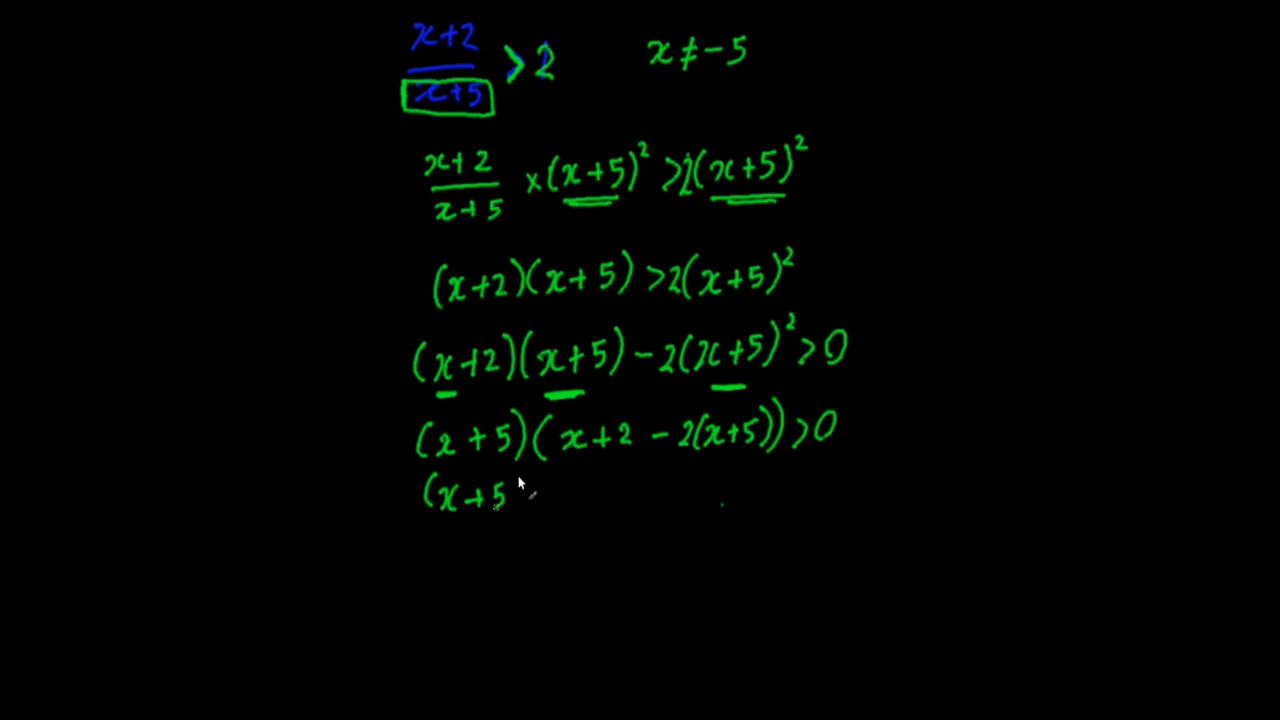 x+2/x+5 > 2    x ≠ -5
x+2/x+5 × (x+5)² > 2(x+5)²
(x+2)(x+5) > 2(x+5)²
(x+2)(x+5) - 2(x+5)² > 0
(x+5)(x+2 - 2(x+5)) > 0
(x+5